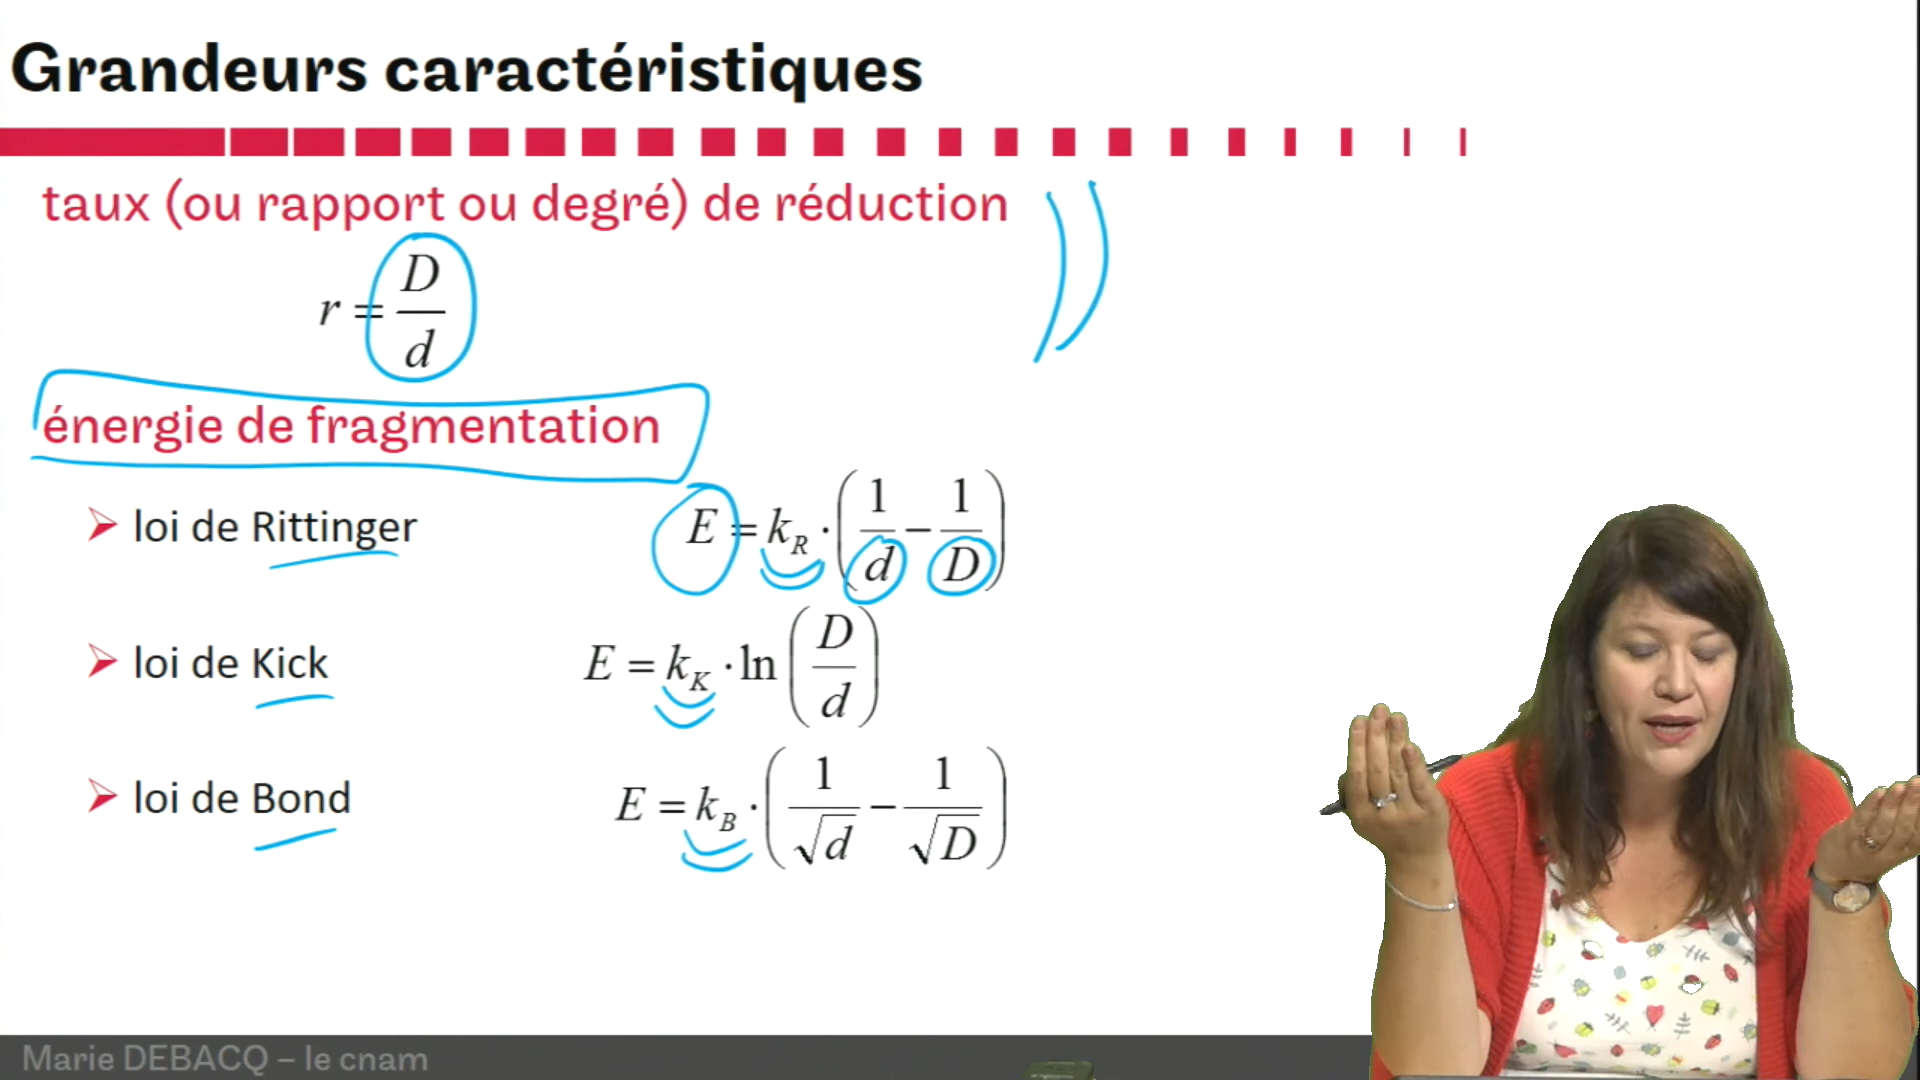 Grandeurs caractéristiques
taux (ou rapport ou degré) de réduction
r = D/d
énergie de fragmentation
➢ loi de Rittinger E = k_R · (1/d − 1/D)
➢ loi de Kick E = k_K · ln(D/d)
➢ loi de Bond E = k_B · (1/√d − 1/√D)
Marie DEBACQ – le cnam